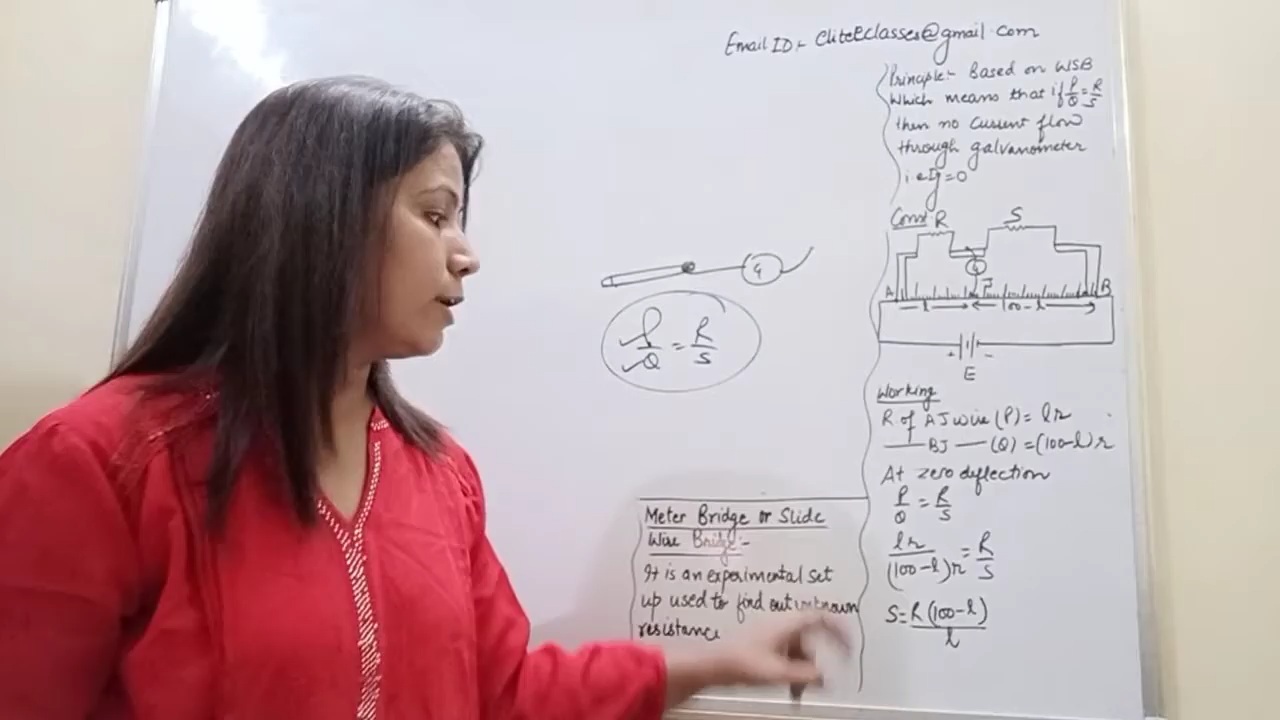 Email ID:- EliteEclasses@gmail.com
Principle:- Based on WSB
Which means that if P/Q = R/S
then no current flow
through galvanometer
i.e Ig=0
Const R S
G
A J B
l 100-l
+ -
E
G
P/Q = R/S
Working
R of AJ wire (P) = lr
—— BJ —— (Q) = (100-l)r
At zero deflection
P/Q = R/S
lr/(100-l)r = R/S
S = R(100-l)/l
Meter Bridge or Slide
Wire Bridge:-
It is an experimental set
up used to find out unknown
resistance